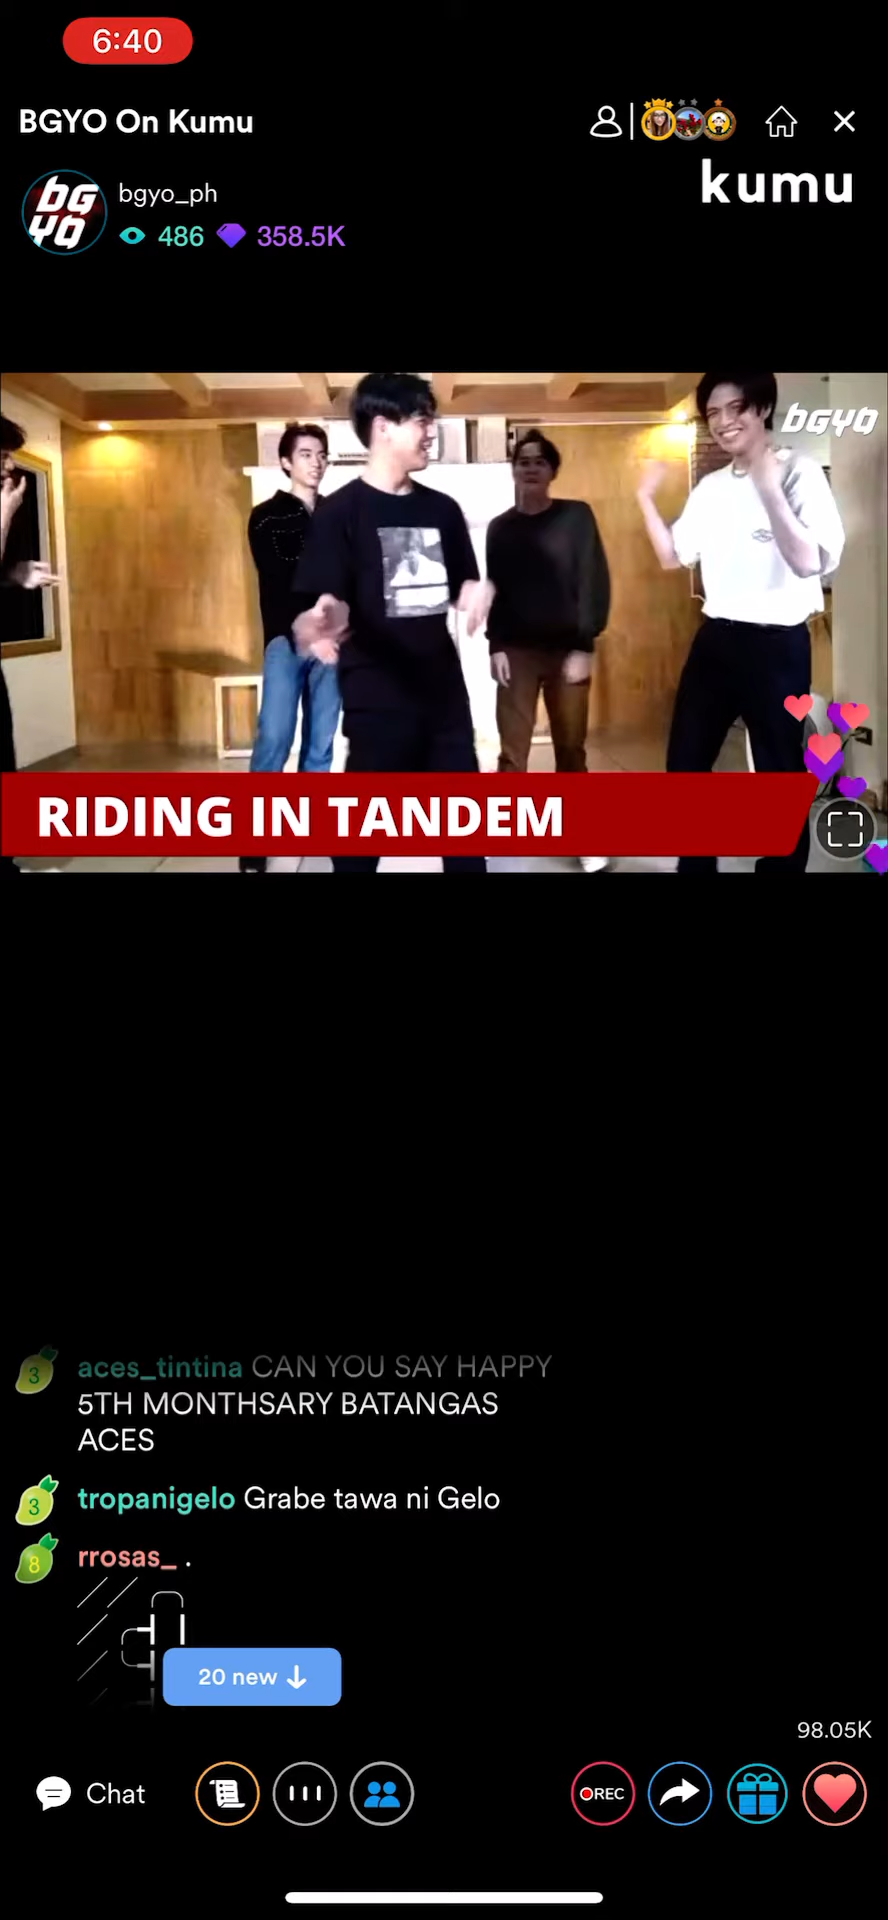 6:40
BGYO On Kumu
kumu
bgyo_ph
486 358.5K
BGYO
BGYO
RIDING IN TANDEM
3 aces_tintina CAN YOU SAY HAPPY
5TH MONTHSARY BATANGAS
ACES
3 tropanigelo Grabe tawa ni Gelo
8 rrosas_ .
20 new
98.05K
Chat
REC